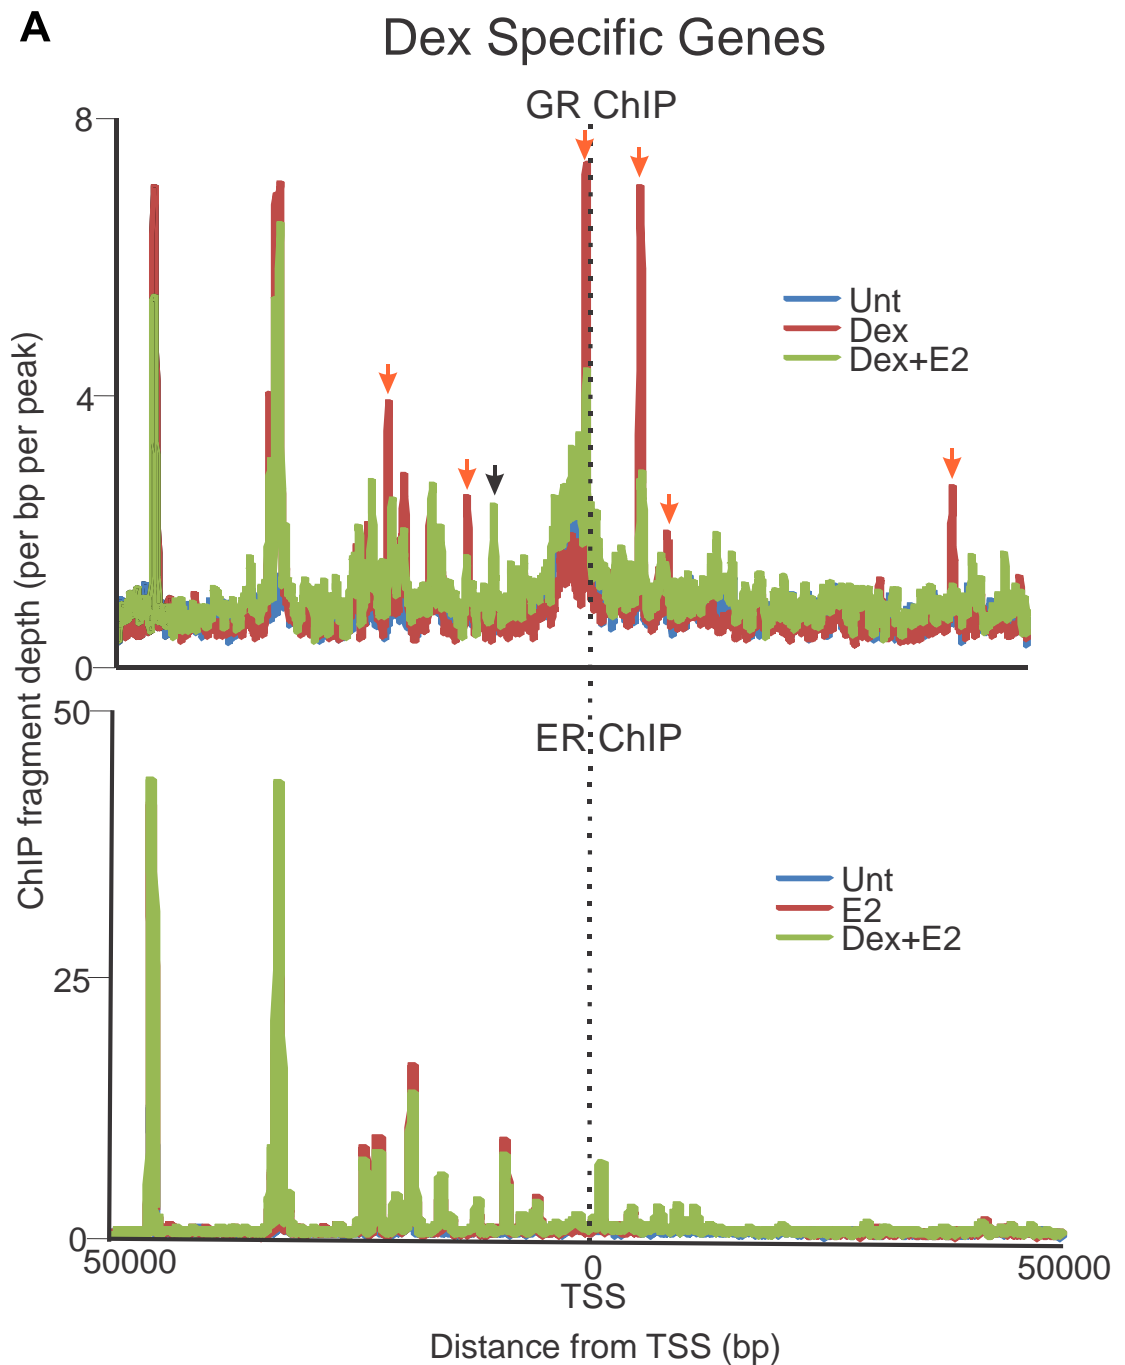 A
Dex Specific Genes
GR ChIP
8
4
0
Unt
Dex
Dex+E2
ChIP fragment depth (per bp per peak)
ER ChIP
50
25
0
Unt
E2
Dex+E2
50000
0
50000
TSS
Distance from TSS (bp)